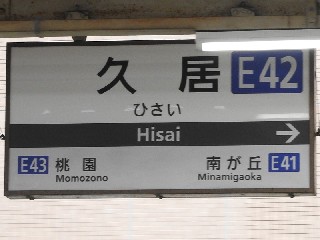 久居 E42
ひさい
Hisai →
E43 桃園 南が丘 E41
Momozono Minamigaoka